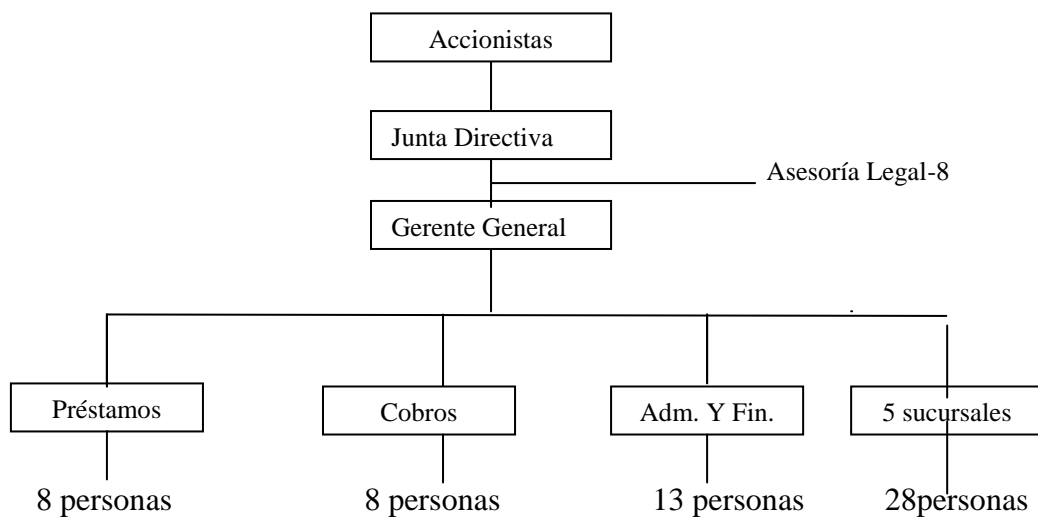 Accionistas
Junta Directiva
Asesoría Legal-8
Gerente General
Préstamos
Cobros
Adm. Y Fin.
5 sucursales
8 personas
8 personas
13 personas
28personas